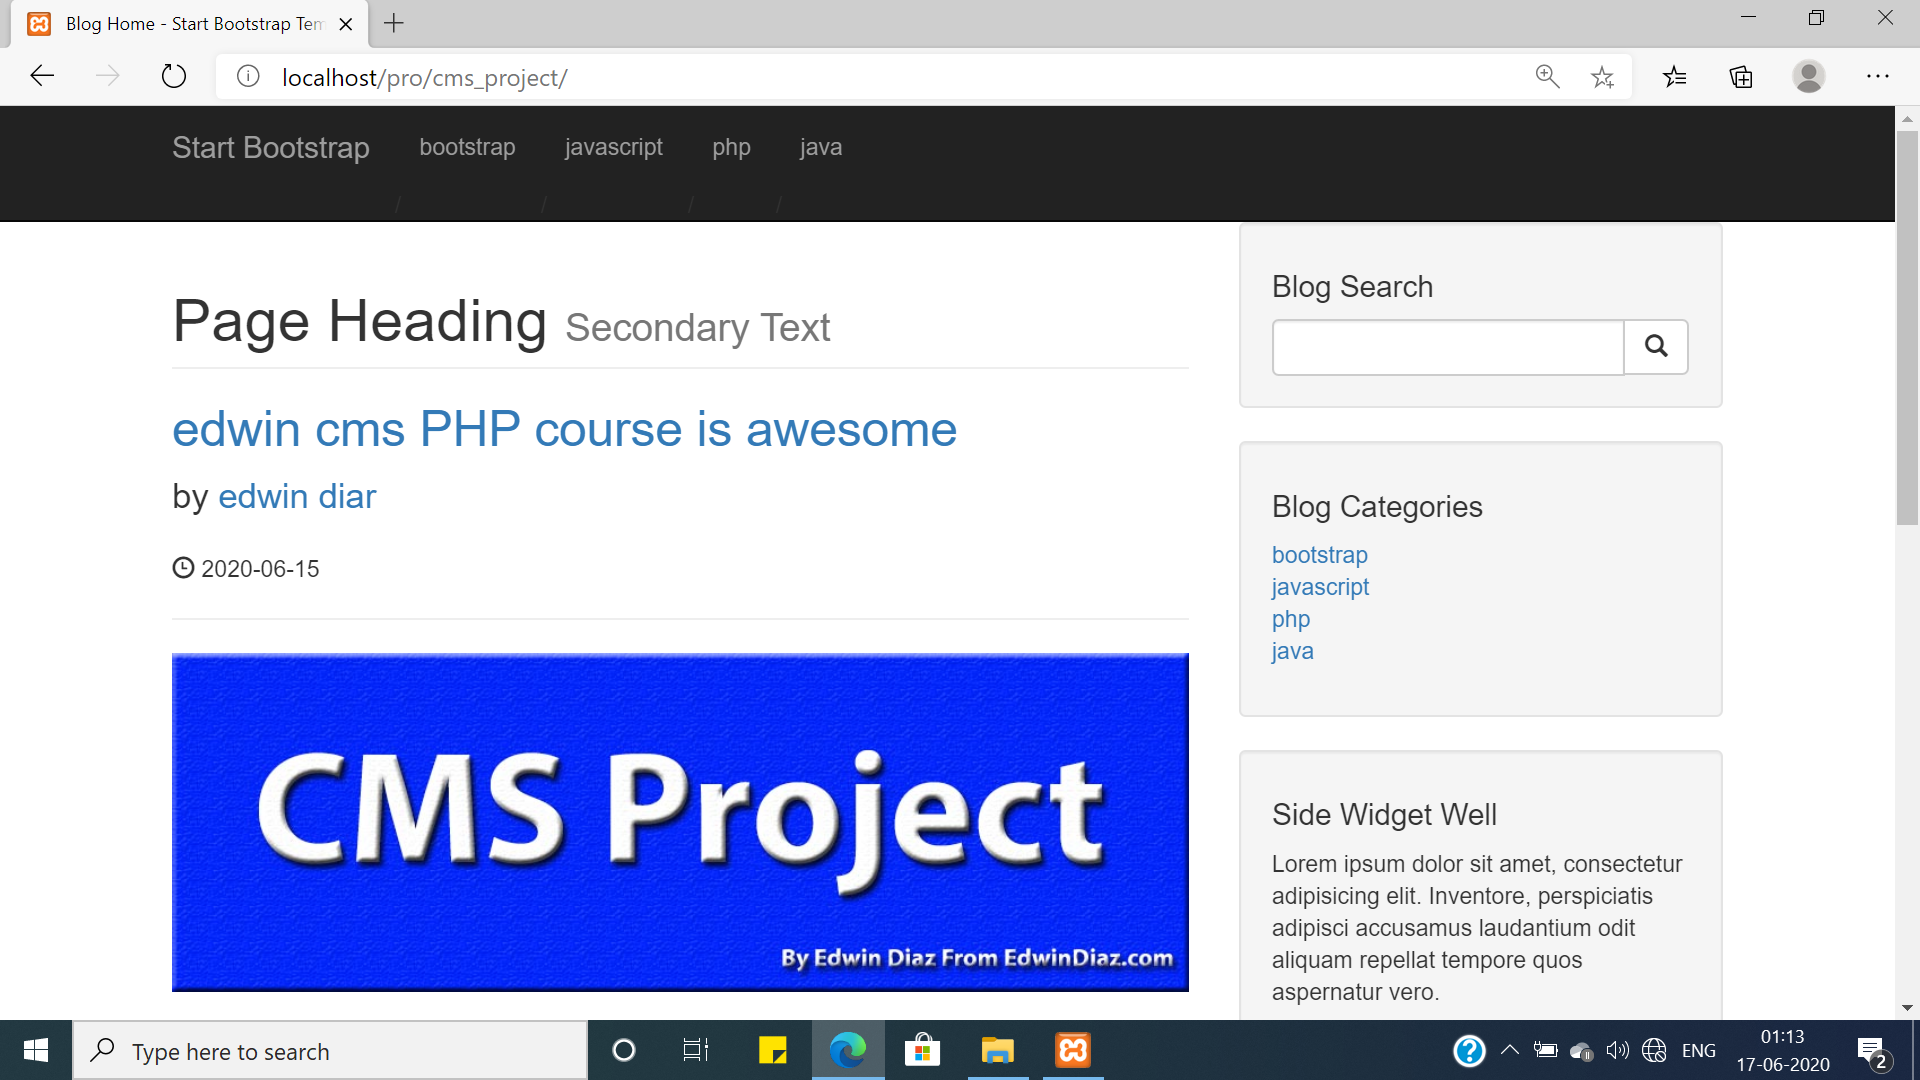 Blog Home - Start Bootstrap Tem
localhost/pro/cms_project/
Start Bootstrap bootstrap javascript php java
/ / / /
Page Heading Secondary Text
edwin cms PHP course is awesome
by edwin diar
2020-06-15
CMS Project
By Edwin Diaz From EdwinDiaz.com
Blog Search
Blog Categories
bootstrap
javascript
php
java
Side Widget Well
Lorem ipsum dolor sit amet, consectetur
adipisicing elit. Inventore, perspiciatis
adipisci accusamus laudantium odit
aliquam repellat tempore quos
aspernatur vero.
Type here to search
ENG
01:13
17-06-2020
2